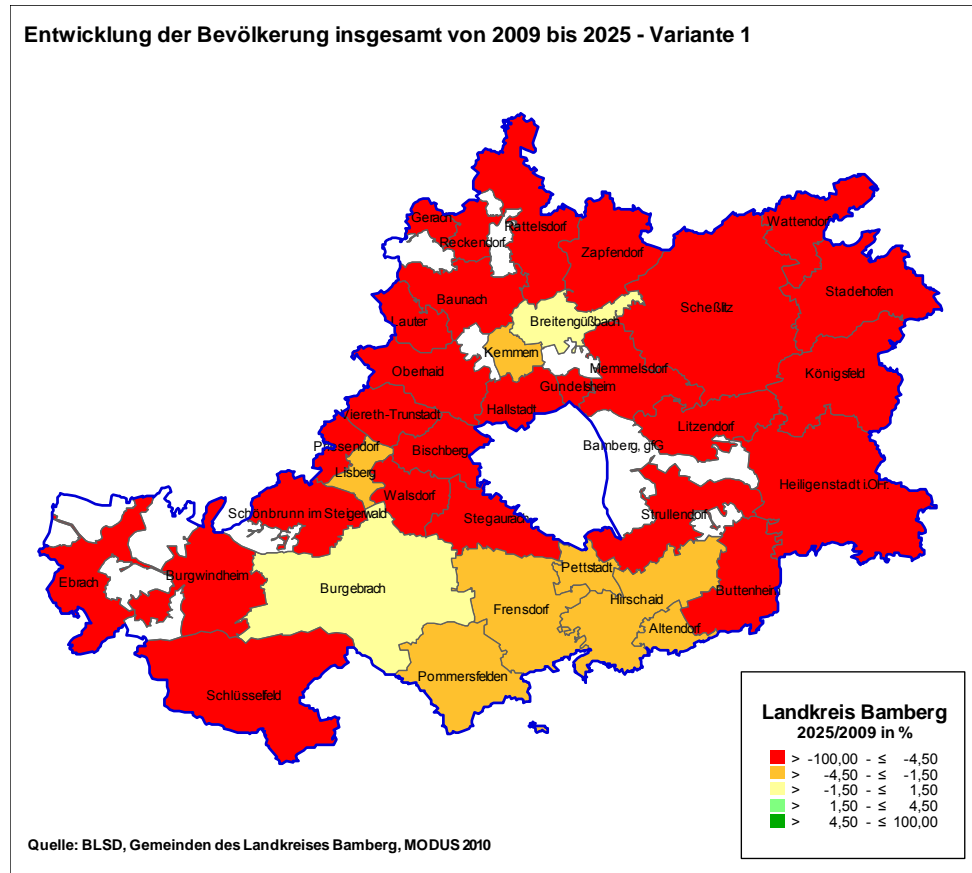 Entwicklung der Bevölkerung insgesamt von 2009 bis 2025 - Variante 1
Gerach
Reckendorf
Rattelsdorf
Zapfendorf
Wattendorf
Stadelhofen
Scheßlitz
Baunach
Lauter
Breitengüßbach
Kemmern
Oberhaid
Memmelsdorf
Gundelsheim
Königsfeld
Hallstadt
Viereth-Trunstadt
Litzendorf
Bamberg, gfG
Priesendorf
Bischberg
Lisberg
Walsdorf
Heiligenstadt i.OFr.
Schönbrunn im Steigerwald
Stegaurach
Strullendorf
Ebrach
Burgwindheim
Burgebrach
Pettstadt
Buttenheim
Frensdorf
Hirschaid
Altendorf
Pommersfelden
Schlüsselfeld
Landkreis Bamberg
2025/2009 in %
> -100,00 - ≤ -4,50
> -4,50 - ≤ -1,50
> -1,50 - ≤ 1,50
> 1,50 - ≤ 4,50
> 4,50 - ≤ 100,00
Quelle: BLSD, Gemeinden des Landkreises Bamberg, MODUS 2010